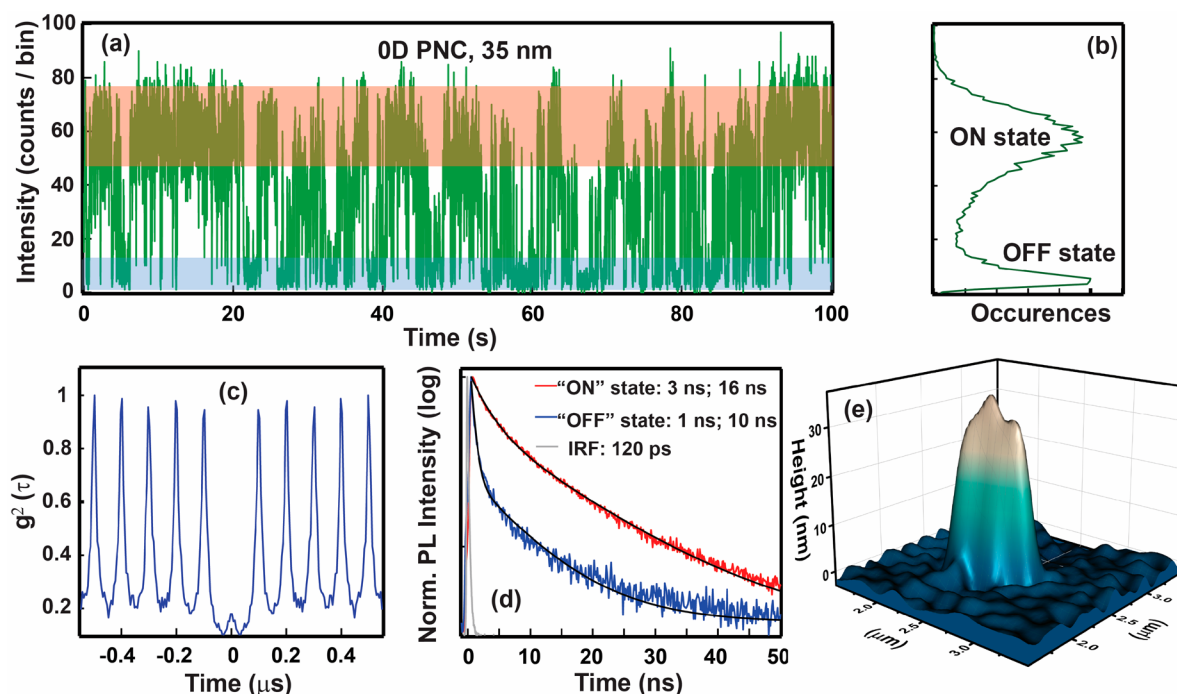 (a)
0D PNC, 35 nm
Intensity (counts / bin)
100
80
60
40
20
0
0
20
40
60
80
100
Time (s)
(b)
ON state
OFF state
Occurences
(c)
g² (τ)
1
0.8
0.6
0.4
0.2
-0.4
-0.2
0
0.2
0.4
Time (μs)
(d)
Norm. PL Intensity (log)
“ON” state: 3 ns; 16 ns
“OFF” state: 1 ns; 10 ns
IRF: 120 ps
0
10
20
30
40
50
Time (ns)
(e)
Height (nm)
30
20
10
0
2.0
2.5
3.0
(μm)
2.0
2.5
3.0
(μm)